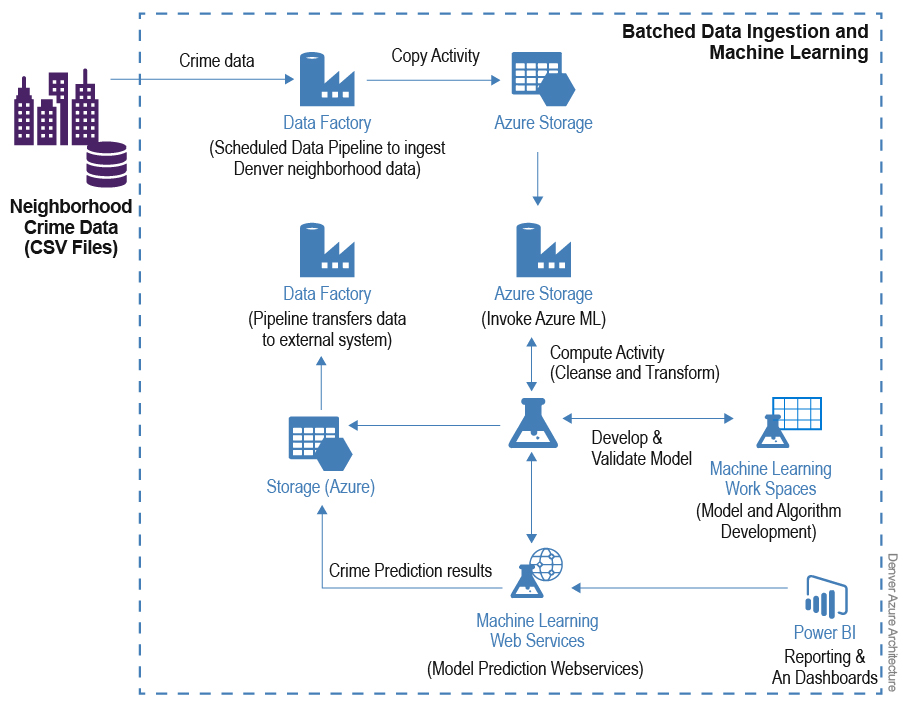 Batched Data Ingestion and
Machine Learning
Crime data
Copy Activity
Data Factory
(Scheduled Data Pipeline to ingest
Denver neighborhood data)
Azure Storage
Neighborhood
Crime Data
(CSV Files)
Data Factory
(Pipeline transfers data
to external system)
Azure Storage
(Invoke Azure ML)
Compute Activity
(Cleanse and Transform)
Develop &
Validate Model
Machine Learning
Work Spaces
(Model and Algorithm
Development)
Storage (Azure)
Crime Prediction results
Machine Learning
Web Services
(Model Prediction Webservices)
Power BI
Reporting &
An Dashboards
Denver Azure Architecture